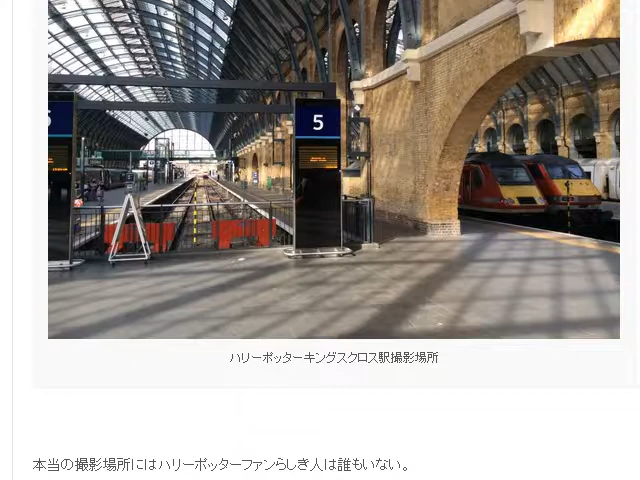 5
5
ハリーポッターキングスクロス駅撮影場所
本当の撮影場所にはハリーポッターファンらしき人は誰もいない。